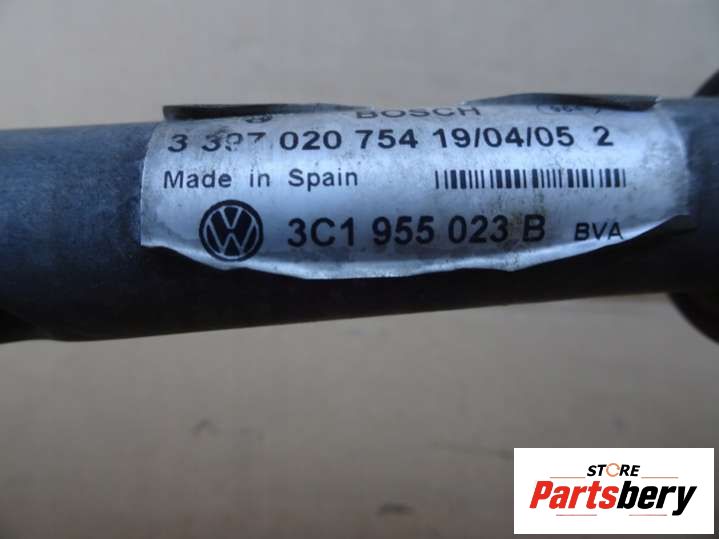 BOSCH
3 397 020 754 19/04/05 2
Made in Spain
3C1 955 023 B BVA
STORE
Partsbery